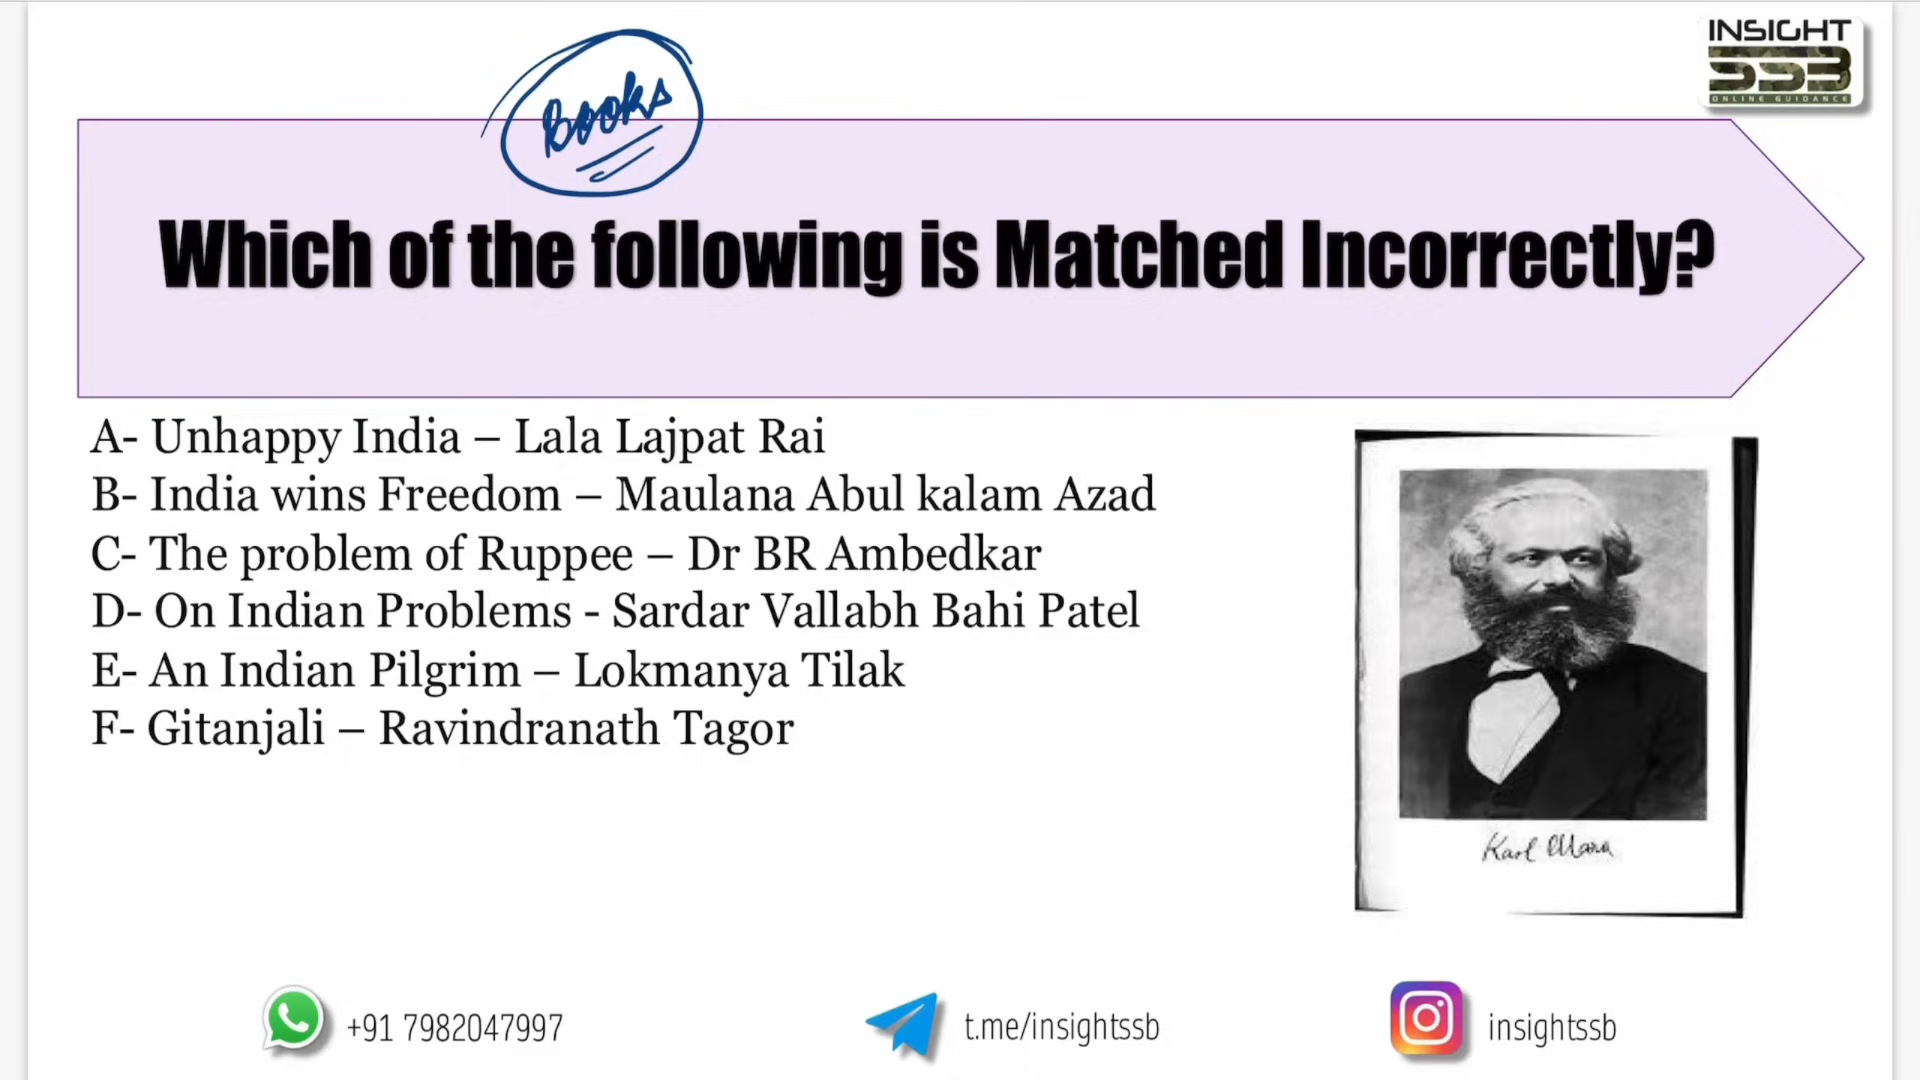 INSIGHT
SSB
ONLINE GUIDANCE
Books
Which of the following is Matched Incorrectly?
A- Unhappy India – Lala Lajpat Rai
B- India wins Freedom – Maulana Abul kalam Azad
C- The problem of Ruppee – Dr BR Ambedkar
D- On Indian Problems - Sardar Vallabh Bahi Patel
E- An Indian Pilgrim – Lokmanya Tilak
F- Gitanjali – Ravindranath Tagor
Karl Marx
+91 7982047997
t.me/insightssb
insightssb